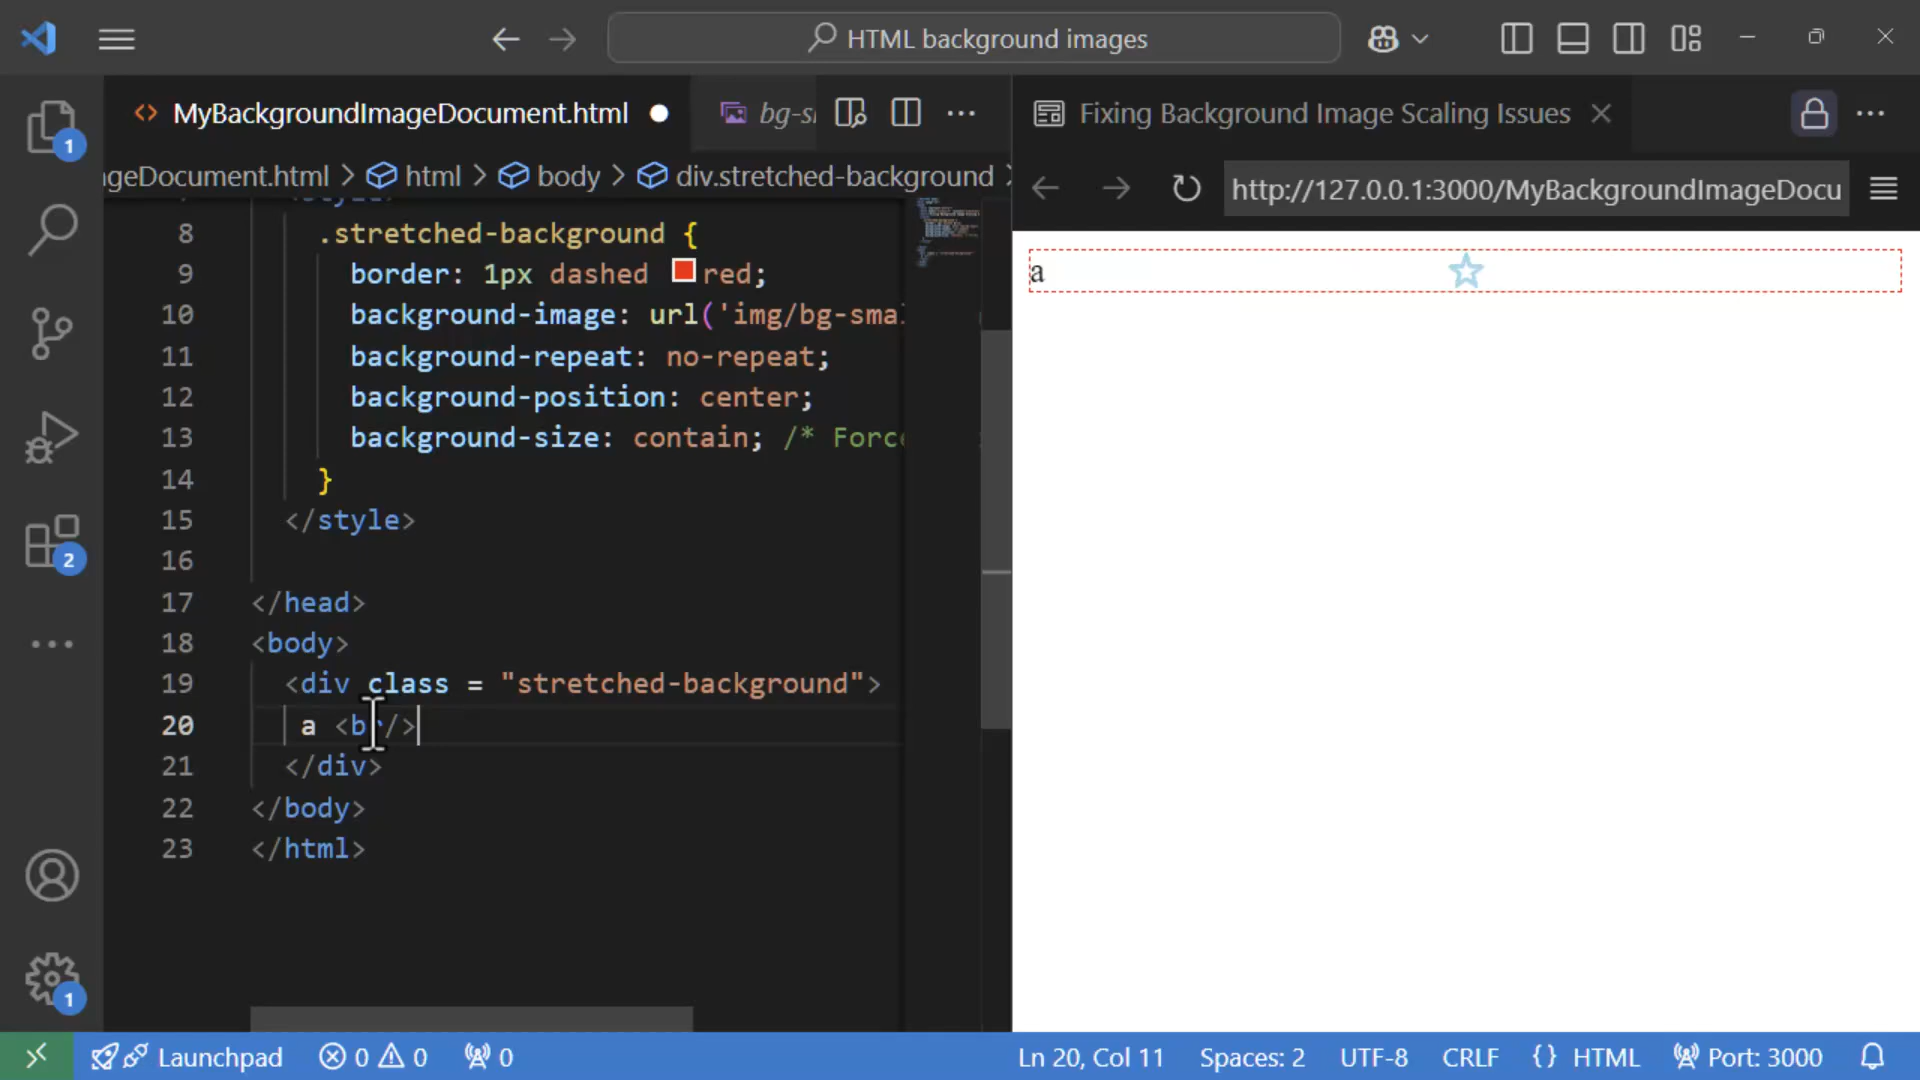 HTML background images
MyBackgroundImageDocument.html
bg-s
Fixing Background Image Scaling Issues
ageDocument.html > html > body > div.stretched-background
http://127.0.0.1:3000/MyBackgroundImageDocu
8 .stretched-background {
9 border: 1px dashed red;
10 background-image: url('img/bg-sma
11 background-repeat: no-repeat;
12 background-position: center;
13 background-size: contain; /* Force
14 }
15 </style>
16
17 </head>
18 <body>
19 <div class = "stretched-background">
20 a <br/>
21 </div>
22 </body>
23 </html>
a
1
2
1
Launchpad 0 0 0
Ln 20, Col 11 Spaces: 2 UTF-8 CRLF {} HTML Port: 3000